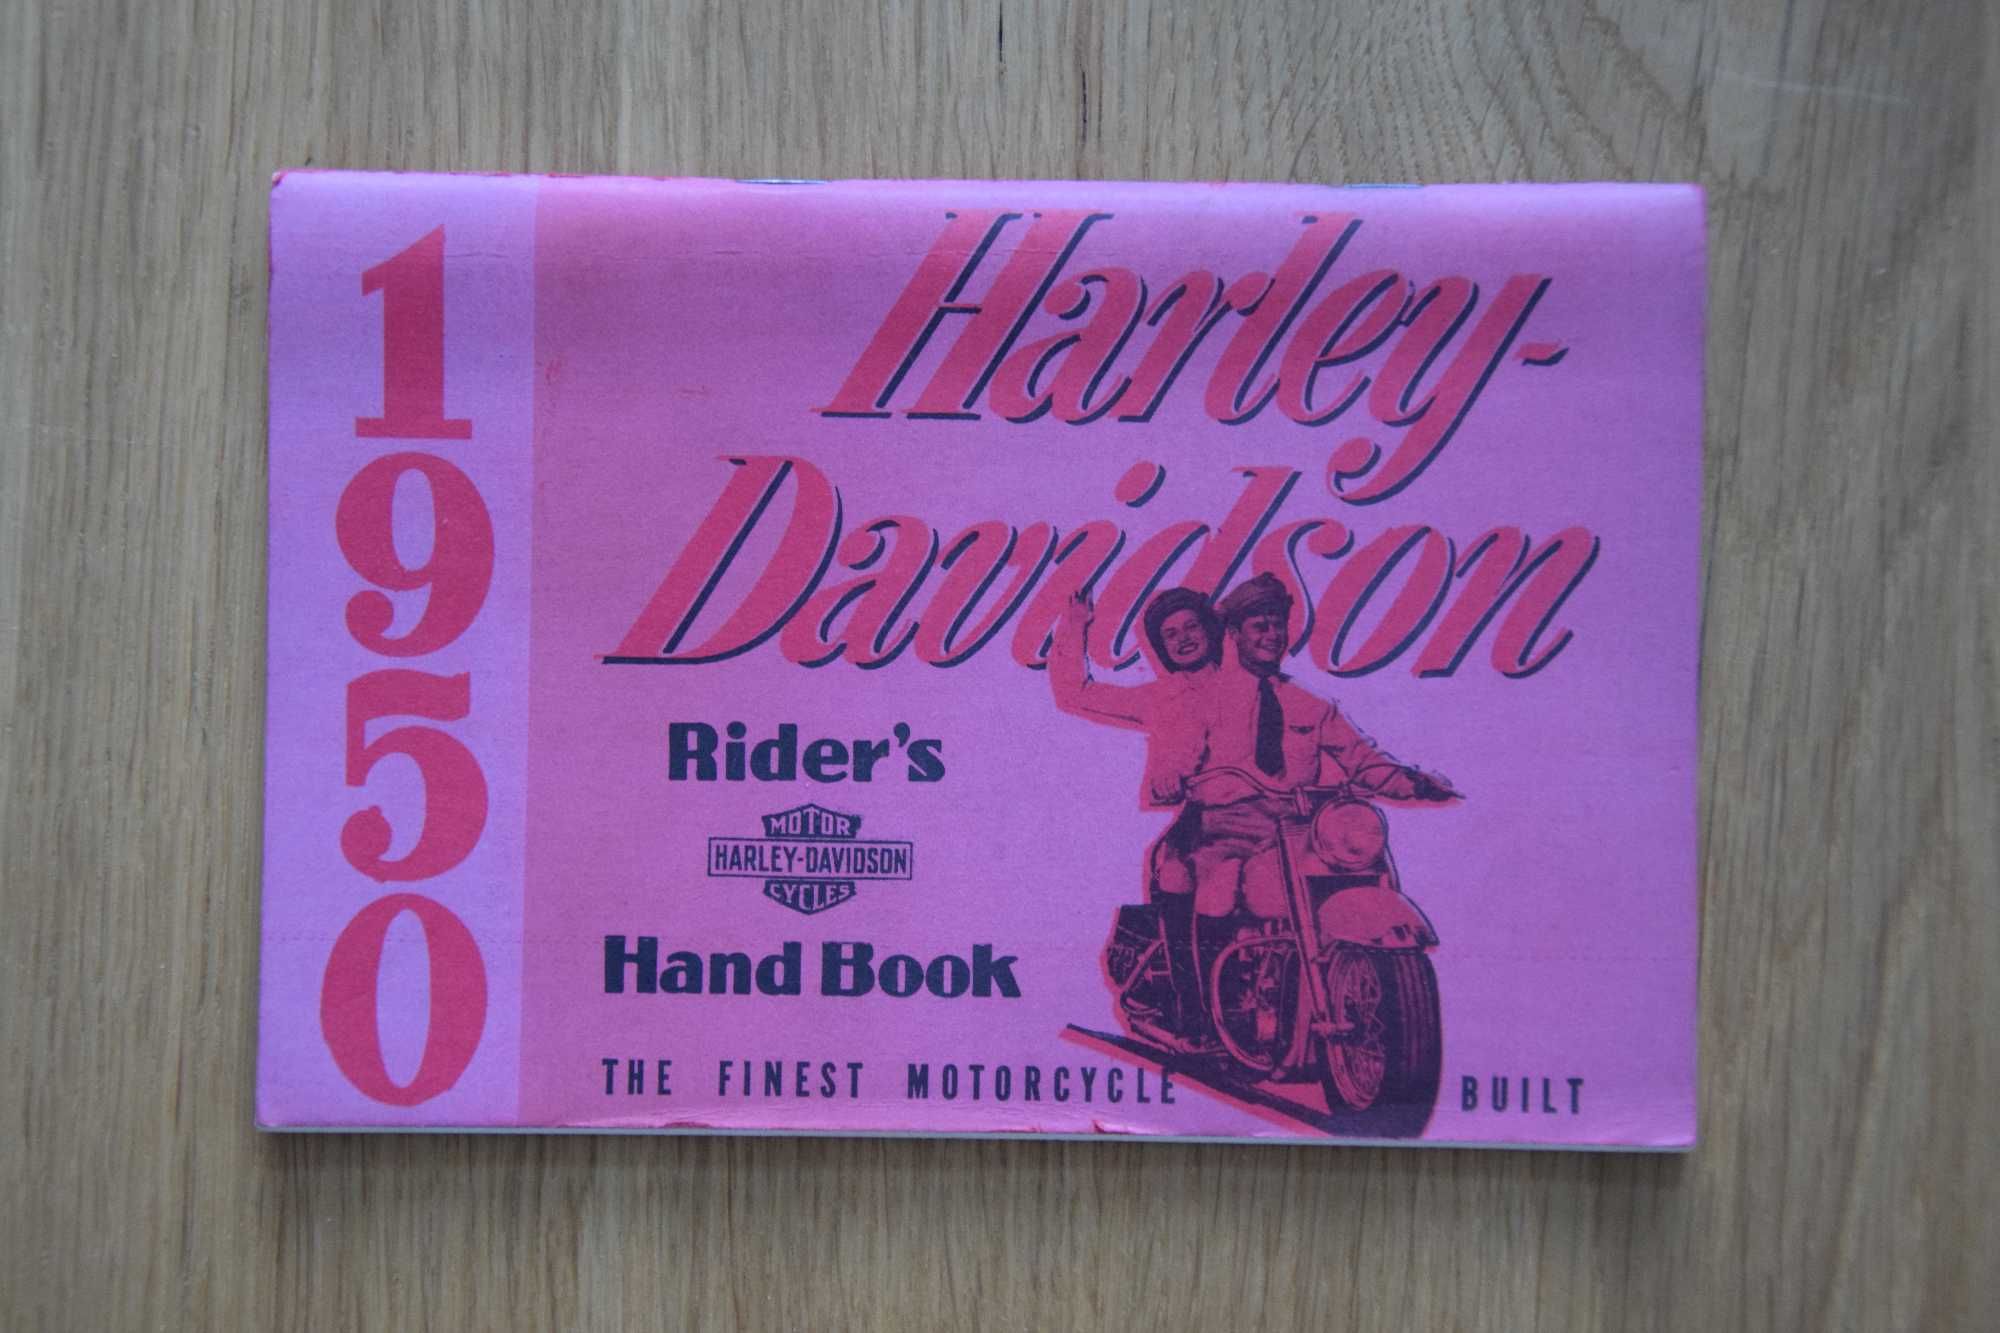 1950
Harley-
Davidson
Rider's
MOTOR
HARLEY-DAVIDSON
CYCLES
Hand Book
THE FINEST MOTORCYCLE BUILT